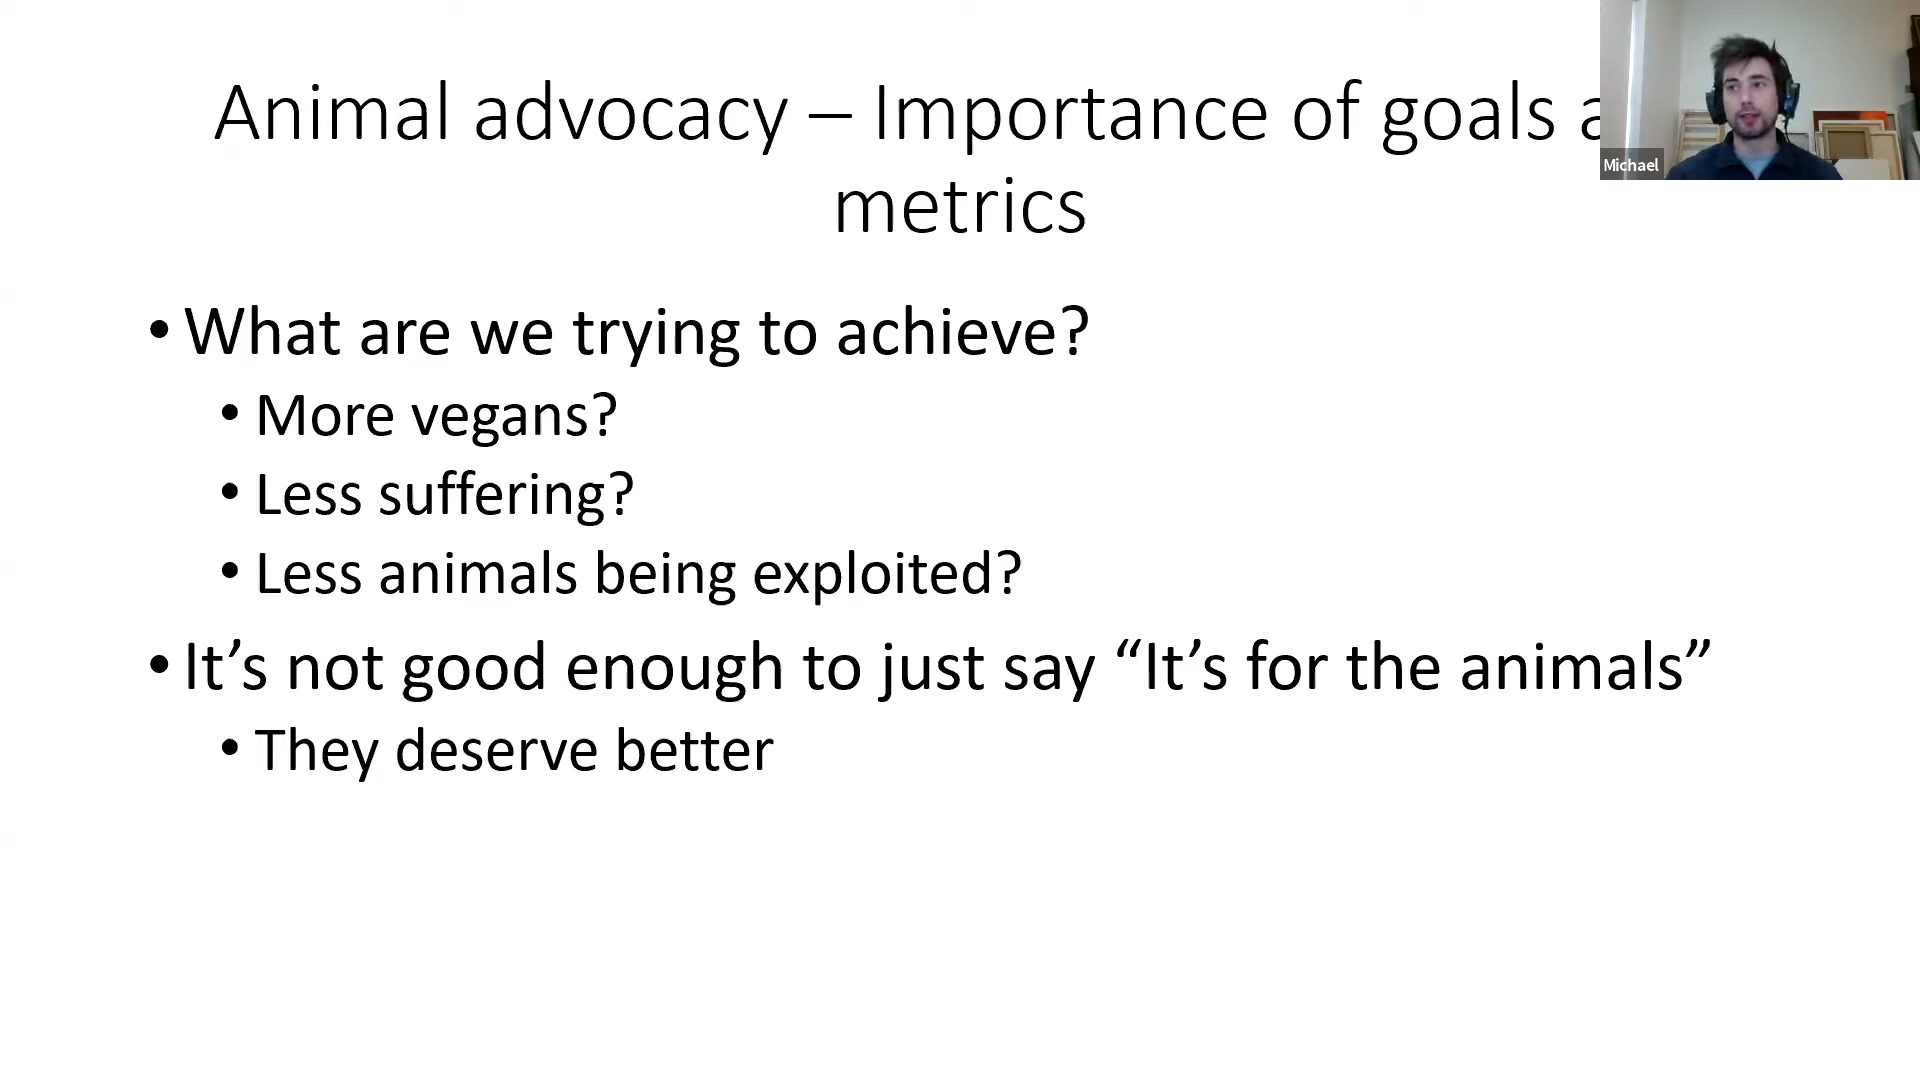 Animal advocacy – Importance of goals a
Michael
metrics
• What are we trying to achieve?
• More vegans?
• Less suffering?
• Less animals being exploited?
• It’s not good enough to just say “It’s for the animals”
• They deserve better